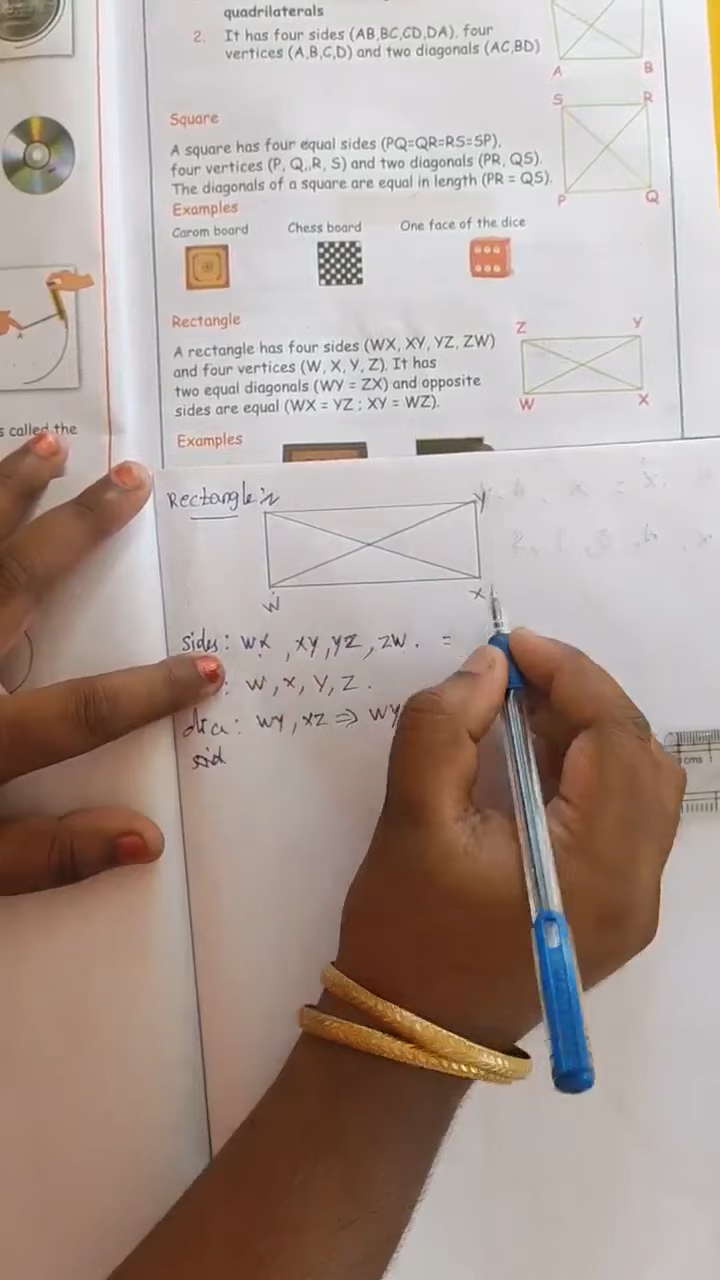 quadrilaterals
2. It has four sides (AB,BC,CD,DA), four
vertices (A,B,C,D) and two diagonals (AC,BD)
A B
Square
S R
A square has four equal sides (PQ=QR=RS=SP),
four vertices (P, Q,,R, S) and two diagonals (PR, QS).
The diagonals of a square are equal in length (PR = QS).
P Q
Examples
Carom board Chess board One face of the dice
Rectangle
Z Y
A rectangle has four sides (WX, XY, YZ, ZW)
and four vertices (W, X, Y, Z). It has
two equal diagonals (WY = ZX) and opposite
sides are equal (WX = YZ ; XY = WZ).
W X
Examples
s called the
Rectangle:
Y
W X
sides: WX, XY, YZ, ZW. =
: W, X, Y, Z.
dia: WY, XZ ⇒ WY
sid
cms 1